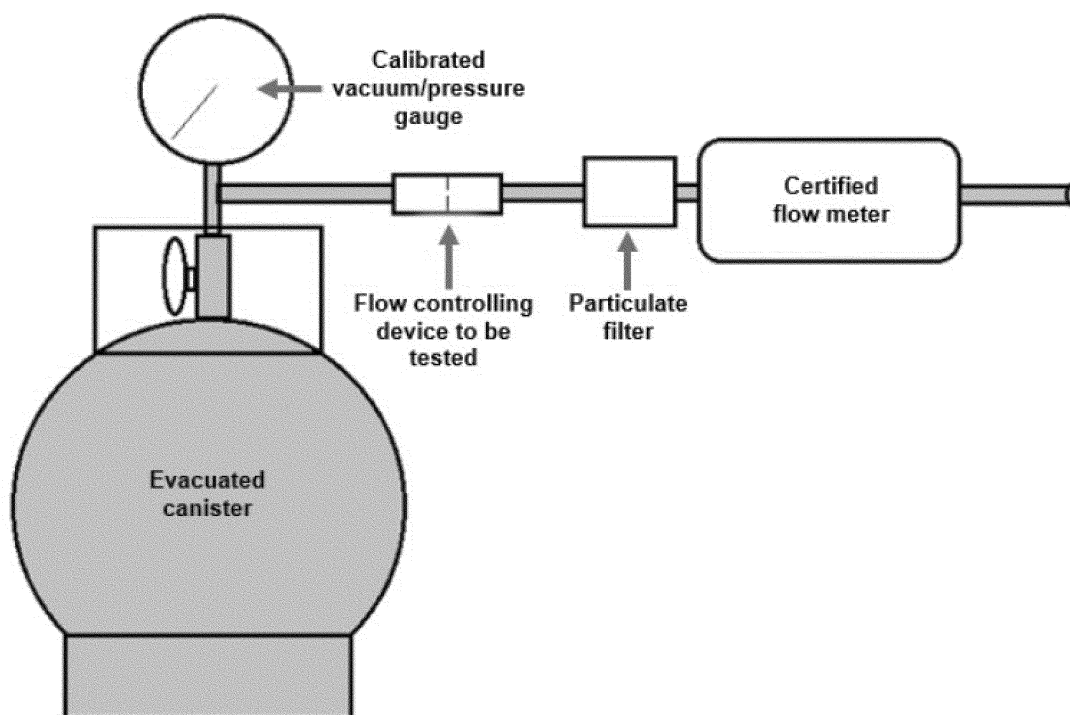 Calibrated
vacuum/pressure
gauge
Certified
flow meter
Flow controlling
device to be
tested
Particulate
filter
Evacuated
canister